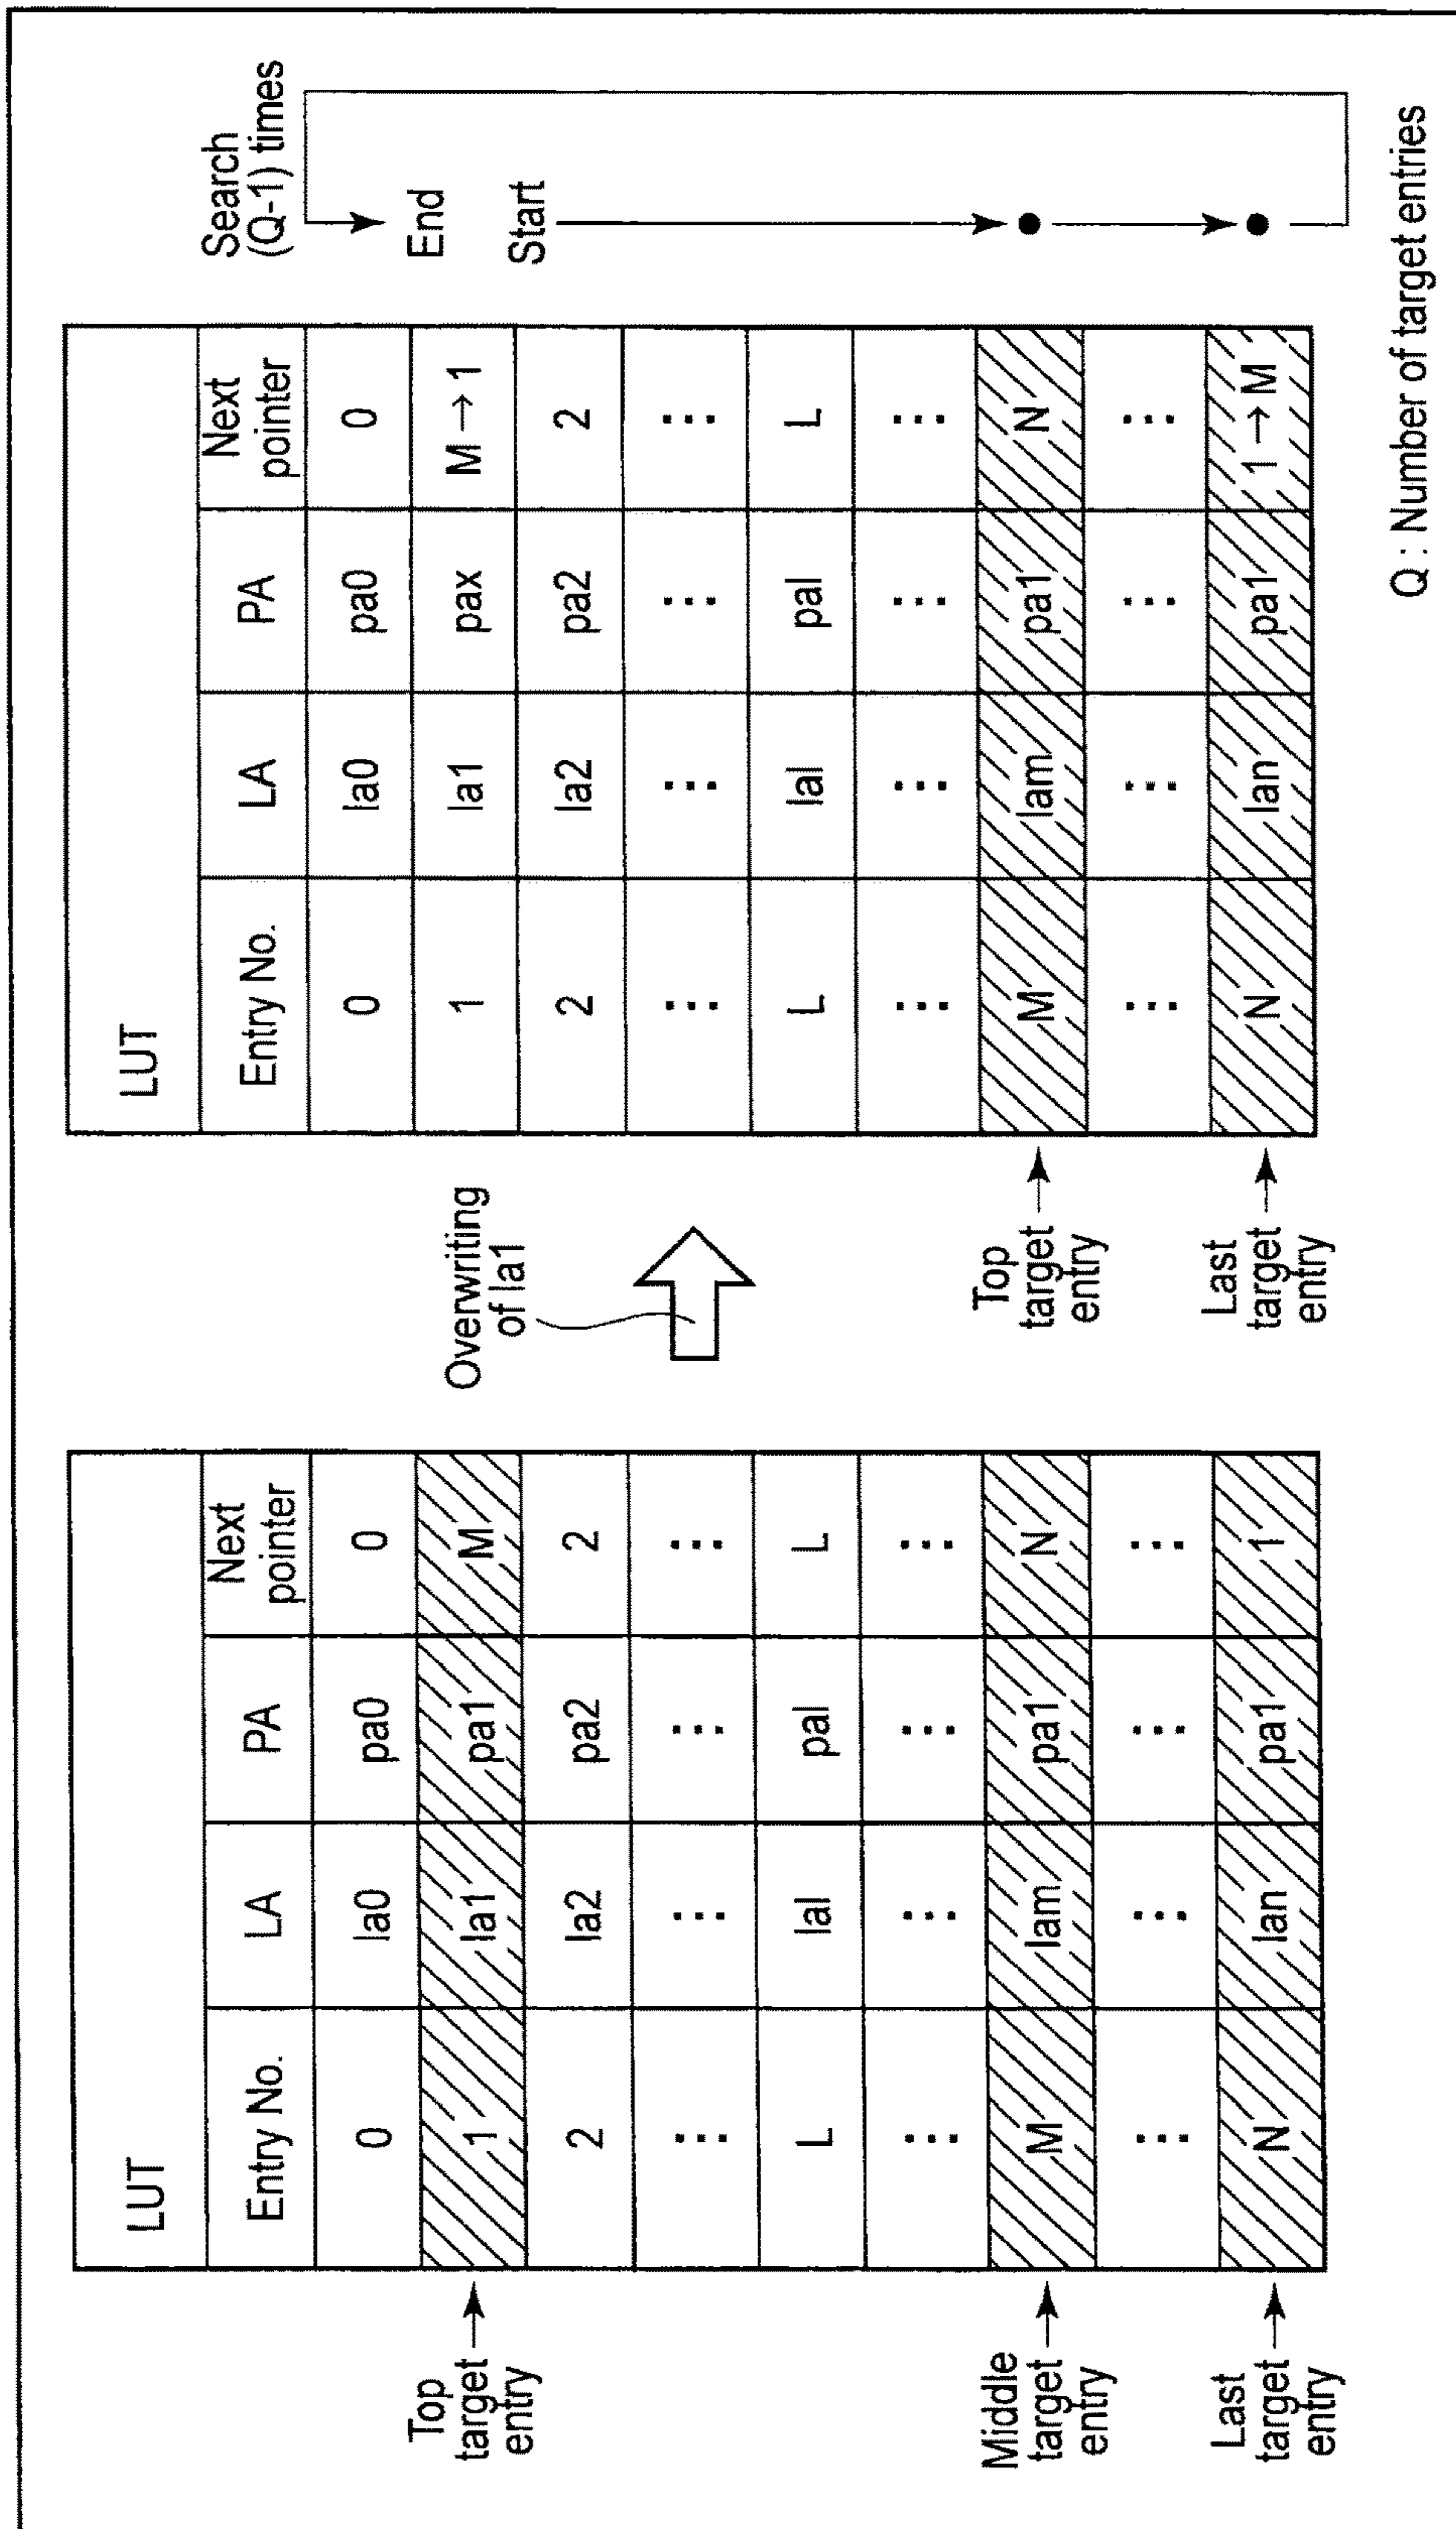 LUT
Entry No. LA PA Next pointer
0 la0 pa0 0
1 la1 pa1 M
2 la2 pa2 2
⋮ ⋮ ⋮ ⋮
L lal pal L
⋮ ⋮ ⋮ ⋮
M lam pa1 N
⋮ ⋮ ⋮ ⋮
N lan pa1 1
Top
target
entry
Middle
target
entry
Last
target
entry
Overwriting
of la1
LUT
Entry No. LA PA Next pointer
0 la0 pa0 0
1 la1 pax M → 1
2 la2 pa2 2
⋮ ⋮ ⋮ ⋮
L lal pal L
⋮ ⋮ ⋮ ⋮
M lam pa1 N
⋮ ⋮ ⋮ ⋮
N lan pa1 1 → M
Top
target
entry
Last
target
entry
Search
(Q-1) times
End
Start
Q : Number of target entries